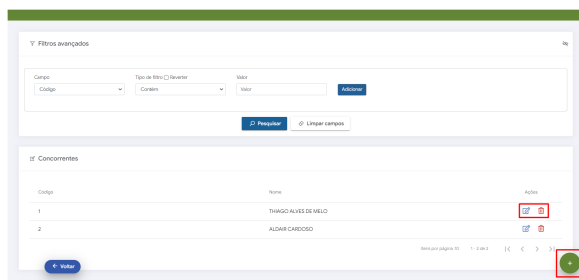 Filtros avançados
Campo Tipo de filtro Reverter Valor
Código Contém Valor Adicionar
Pesquisar Limpar campos
Concorrentes
Código Nome Ações
1 THIAGO ALVES DE MELO
2 ALDAIR CARDOSO
Itens por página 10 1 - 2 de 2
Voltar